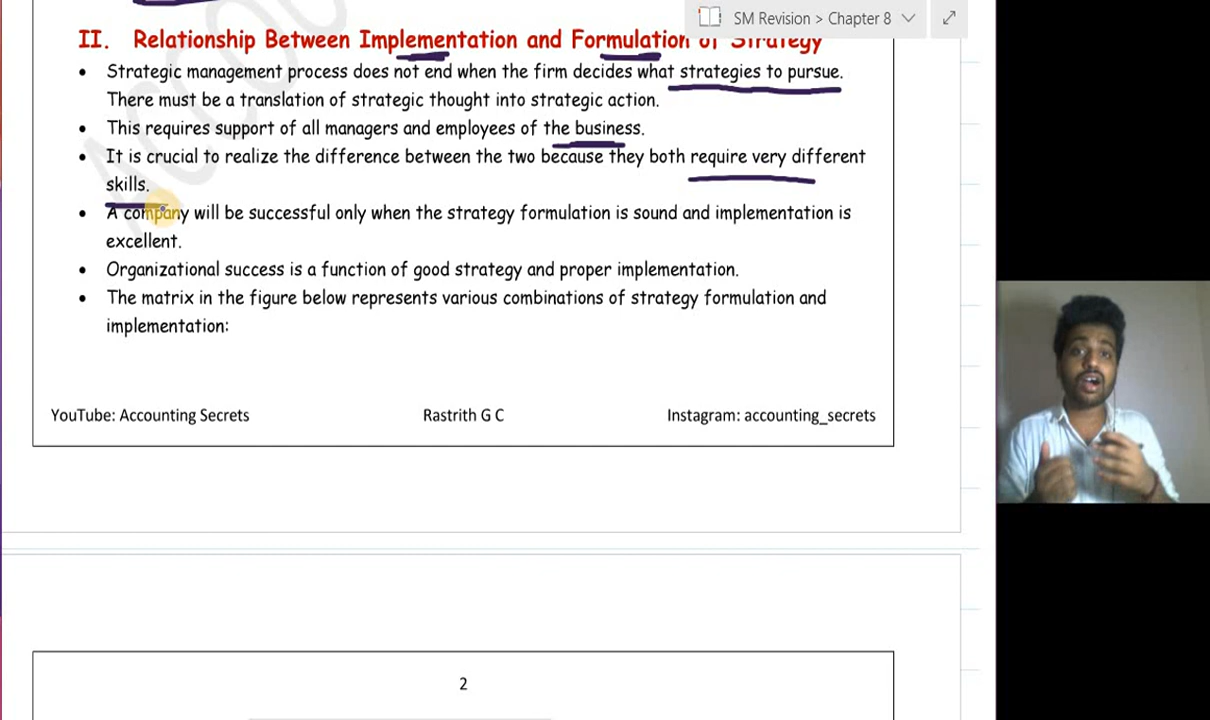 SM Revision > Chapter 8
II. Relationship Between Implementation and Formulation of Strategy
• Strategic management process does not end when the firm decides what strategies to pursue.
There must be a translation of strategic thought into strategic action.
• This requires support of all managers and employees of the business.
• It is crucial to realize the difference between the two because they both require very different
skills.
• A company will be successful only when the strategy formulation is sound and implementation is
excellent.
• Organizational success is a function of good strategy and proper implementation.
• The matrix in the figure below represents various combinations of strategy formulation and
implementation:
YouTube: Accounting Secrets Rastrith G C Instagram: accounting_secrets
2